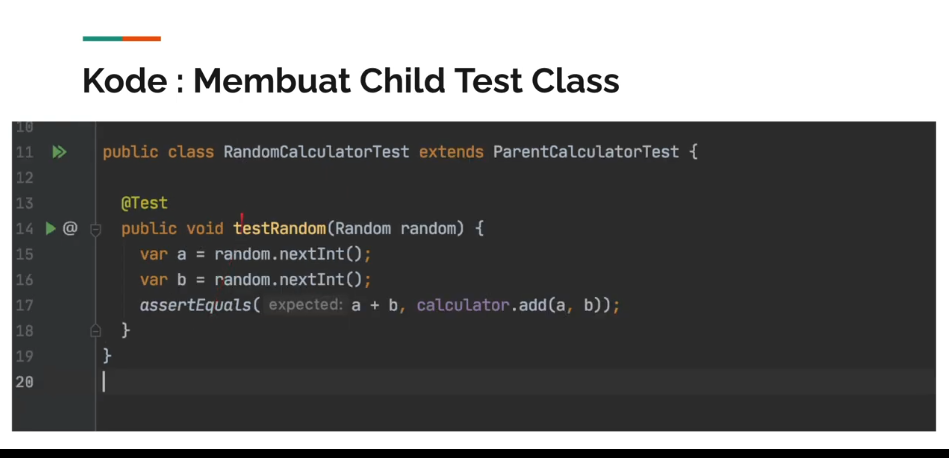 Kode : Membuat Child Test Class
10
11 public class RandomCalculatorTest extends ParentCalculatorTest {
12
13 @Test
14 @ public void testRandom(Random random) {
15 var a = random.nextInt();
16 var b = random.nextInt();
17 assertEquals( expected: a + b, calculator.add(a, b));
18 }
19 }
20